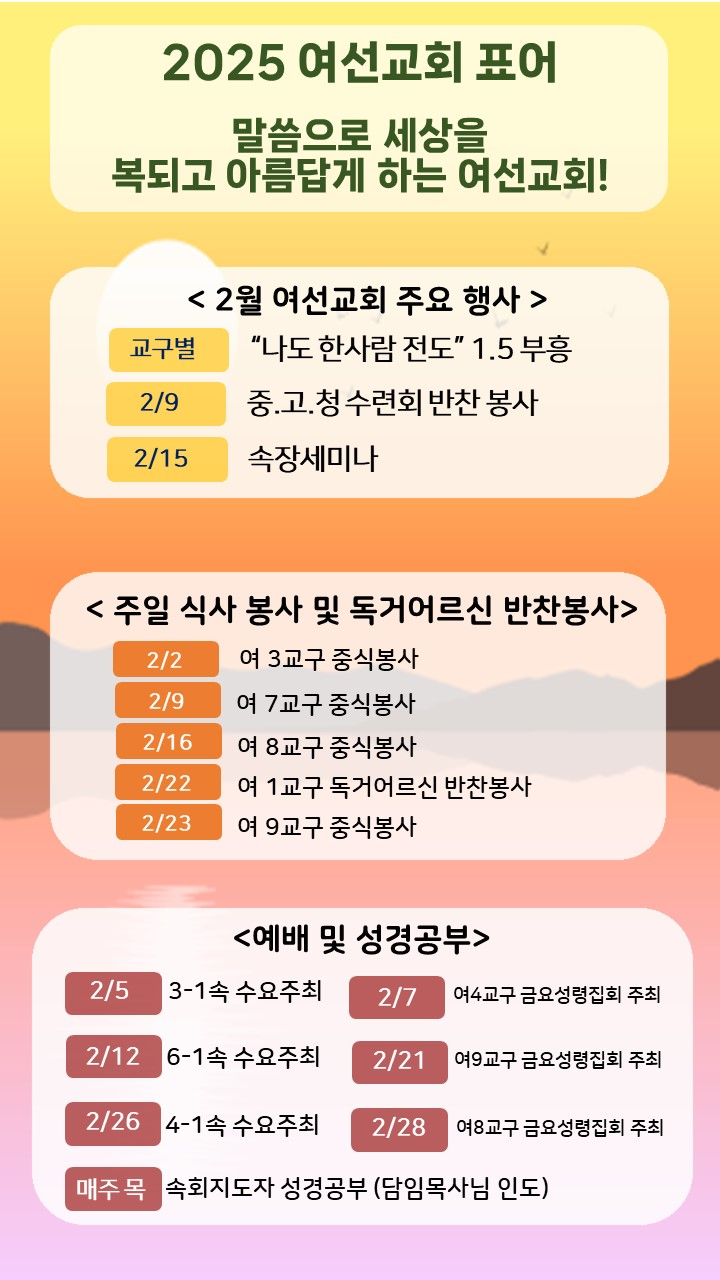 2025 여선교회 표어
말씀으로 세상을
복되고 아름답게 하는 여선교회!
< 2월 여선교회 주요 행사 >
교구별 “나도 한사람 전도” 1.5 부흥
2/9 중.고.청 수련회 반찬 봉사
2/15 속장세미나
< 주일 식사 봉사 및 독거어르신 반찬봉사>
2/2 여 3교구 중식봉사
2/9 여 7교구 중식봉사
2/16 여 8교구 중식봉사
2/22 여 1교구 독거어르신 반찬봉사
2/23 여 9교구 중식봉사
<예배 및 성경공부>
2/5 3-1속 수요주최 2/7 여4교구 금요성령집회 주최
2/12 6-1속 수요주최 2/21 여9교구 금요성령집회 주최
2/26 4-1속 수요주최 2/28 여8교구 금요성령집회 주최
매주 목 속회지도자 성경공부 (담임목사님 인도)